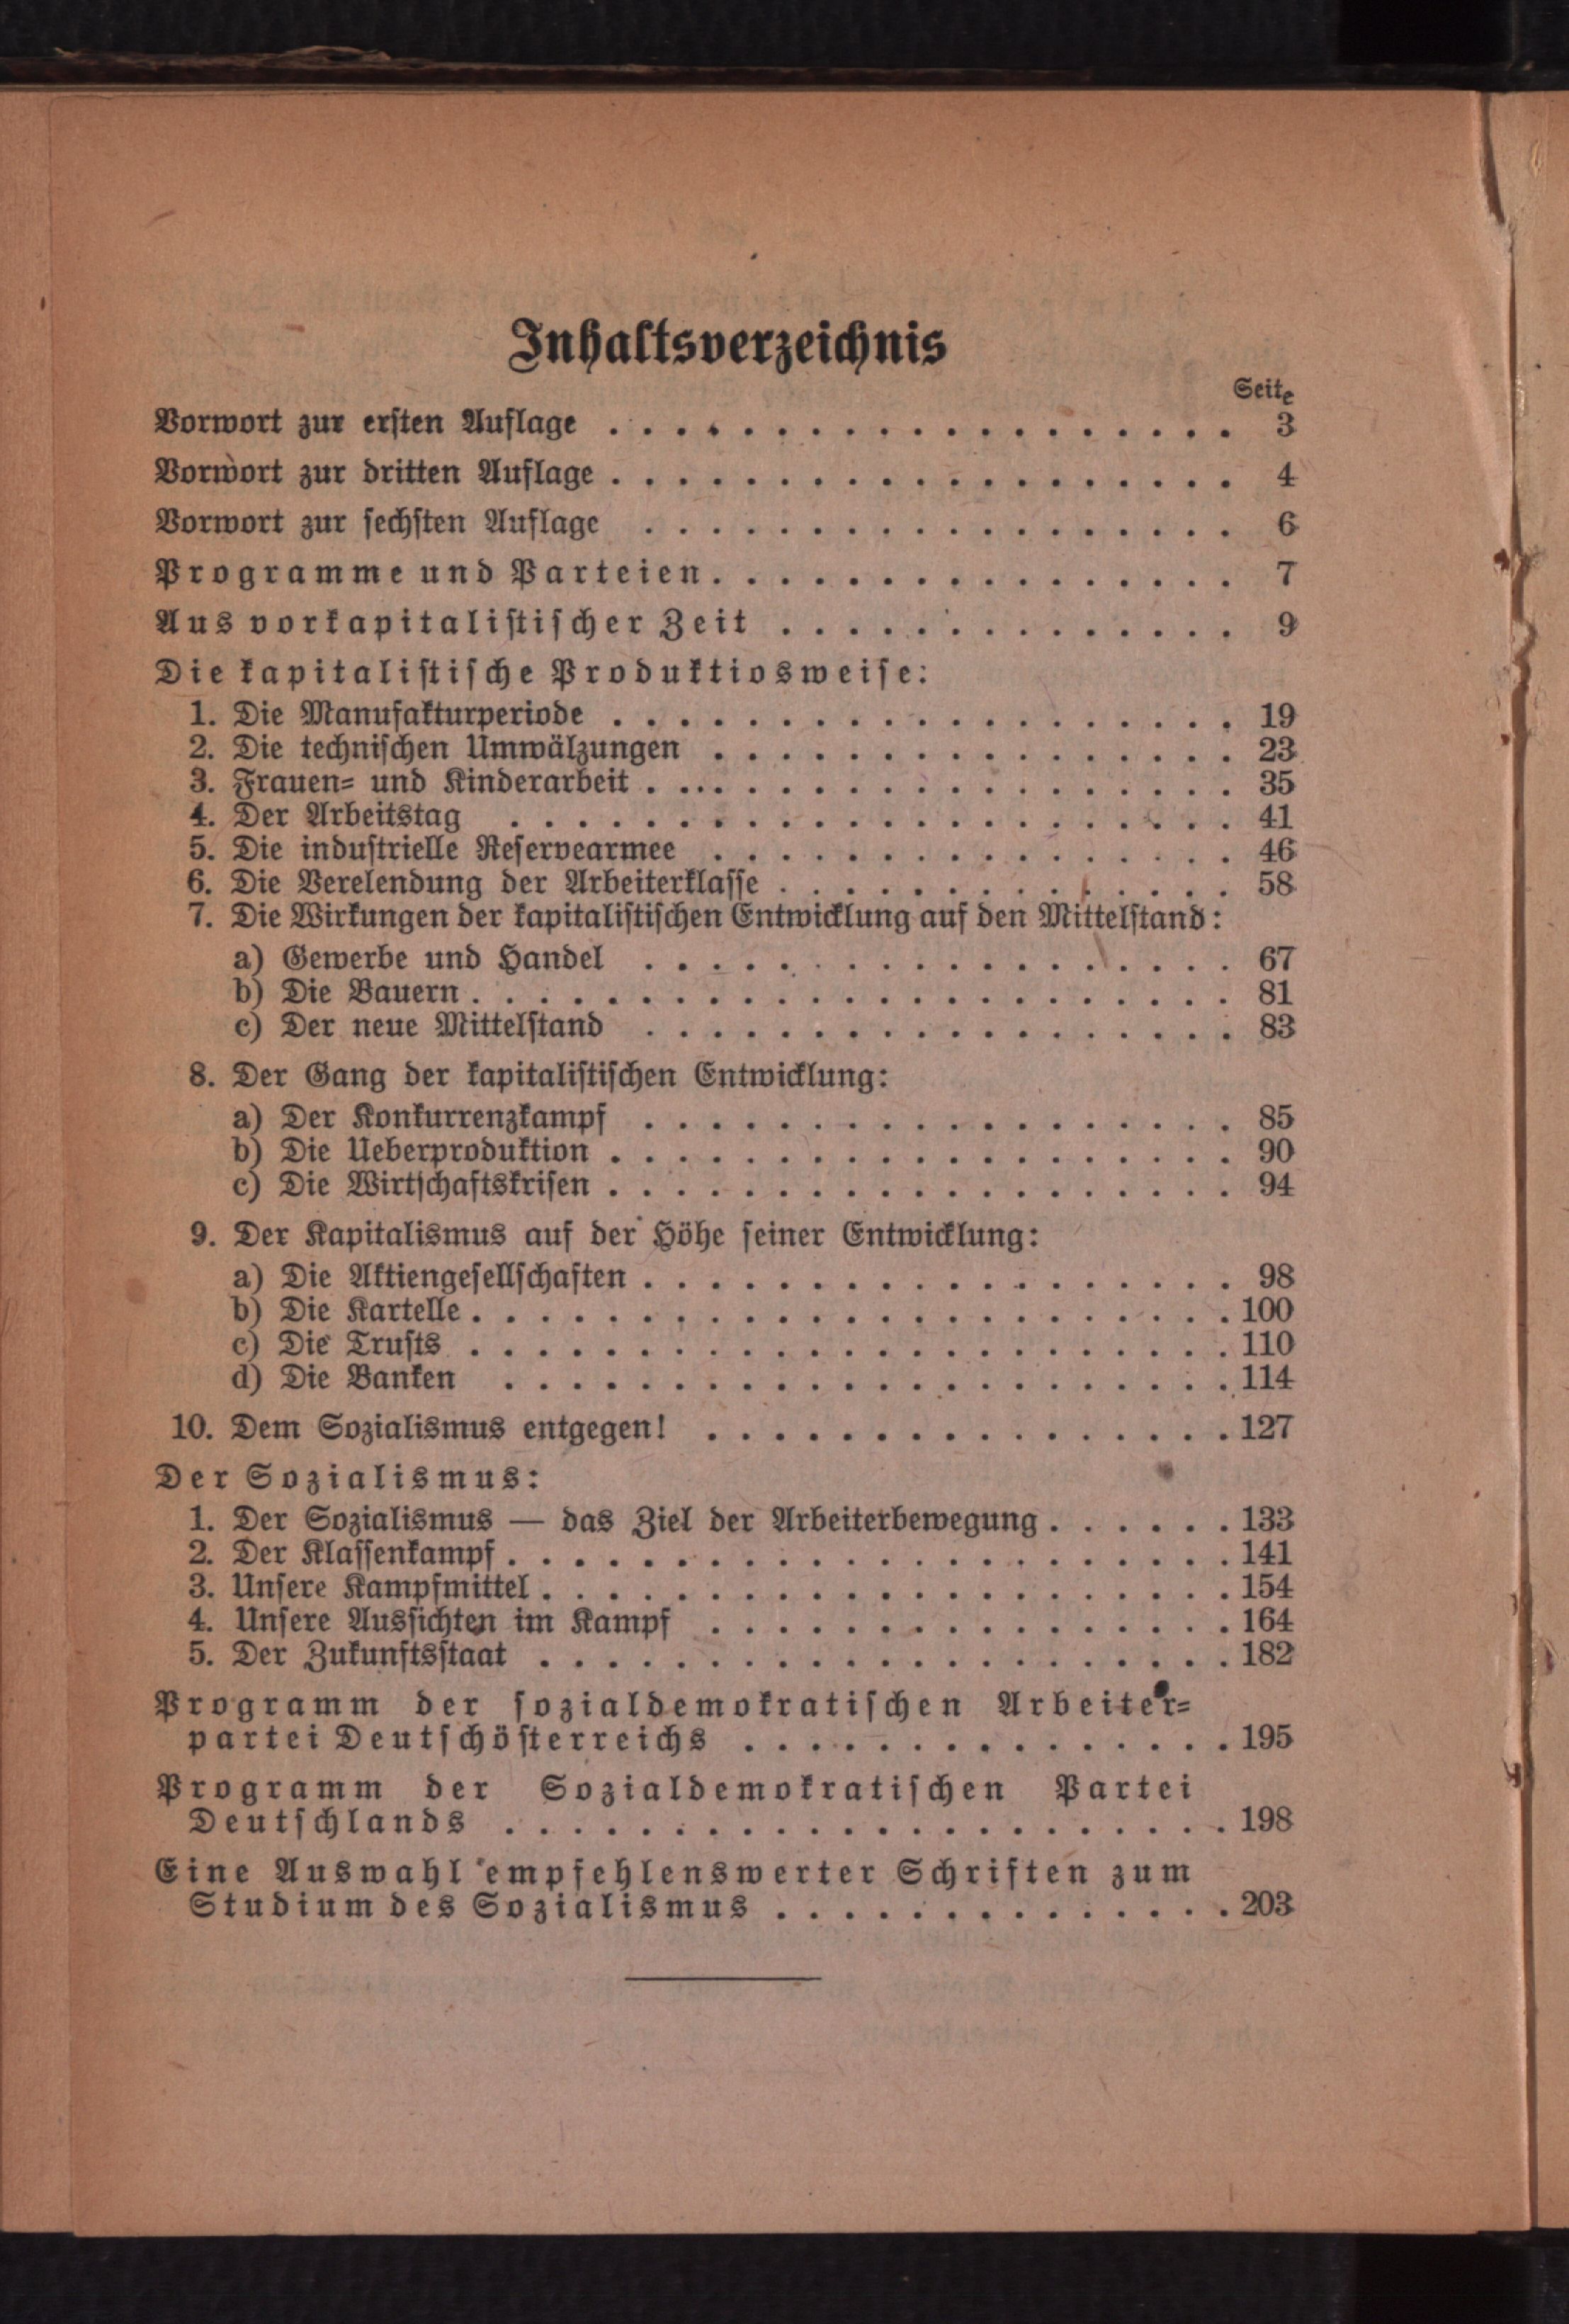 Inhaltsverzeichnis
Seite
Vorwort zur ersten Auflage . . . . . . . . . . . . . . . . . . . 3
Vorwort zur dritten Auflage . . . . . . . . . . . . . . . . . . . 4
Vorwort zur sechsten Auflage . . . . . . . . . . . . . . . . . . 6
Programme und Parteien . . . . . . . . . . . . . . . . 7
Aus vorkapitalistischer Zeit . . . . . . . . . . . . . . 9
Die kapitalistische Produktiosweise:
1. Die Manufakturperiode . . . . . . . . . . . . . . . . . . . 19
2. Die technischen Umwälzungen . . . . . . . . . . . . . . . . 23
3. Frauen- und Kinderarbeit . . . . . . . . . . . . . . . . . . 35
4. Der Arbeitstag . . . . . . . . . . . . . . . . . . . . . . 41
5. Die industrielle Reservearmee . . . . . . . . . . . . . . . . 46
6. Die Verelendung der Arbeiterklasse . . . . . . . . . . . . . . 58
7. Die Wirkungen der kapitalistischen Entwicklung auf den Mittelstand:
a) Gewerbe und Handel . . . . . . . . . . . . . . . . . . 67
b) Die Bauern . . . . . . . . . . . . . . . . . . . . . . . 81
c) Der neue Mittelstand . . . . . . . . . . . . . . . . . . 83
8. Der Gang der kapitalistischen Entwicklung:
a) Der Konkurrenzkampf . . . . . . . . . . . . . . . . . . 85
b) Die Ueberproduktion . . . . . . . . . . . . . . . . . . . 90
c) Die Wirtschaftskrisen . . . . . . . . . . . . . . . . . . . 94
9. Der Kapitalismus auf der Höhe seiner Entwicklung:
a) Die Aktiengesellschaften . . . . . . . . . . . . . . . . . . 98
b) Die Kartelle . . . . . . . . . . . . . . . . . . . . . . . 100
c) Die Trusts . . . . . . . . . . . . . . . . . . . . . . . 110
d) Die Banken . . . . . . . . . . . . . . . . . . . . . . 114
10. Dem Sozialismus entgegen! . . . . . . . . . . . . . . . . 127
Der Sozialismus:
1. Der Sozialismus — das Ziel der Arbeiterbewegung . . . . . . 133
2. Der Klassenkampf . . . . . . . . . . . . . . . . . . . . . . 141
3. Unsere Kampfmittel . . . . . . . . . . . . . . . . . . . . . 154
4. Unsere Aussichten im Kampf . . . . . . . . . . . . . . . . 164
5. Der Zukunftsstaat . . . . . . . . . . . . . . . . . . . . . 182
Programm der sozialdemokratischen Arbeiter-
partei Deutschösterreichs . . . . . . . . . . . . . . . 195
Programm der Sozialdemokratischen Partei
Deutschlands . . . . . . . . . . . . . . . . . . . . . . 198
Eine Auswahl empfehlenswerter Schriften zum
Studium des Sozialismus . . . . . . . . . . . . . . 203